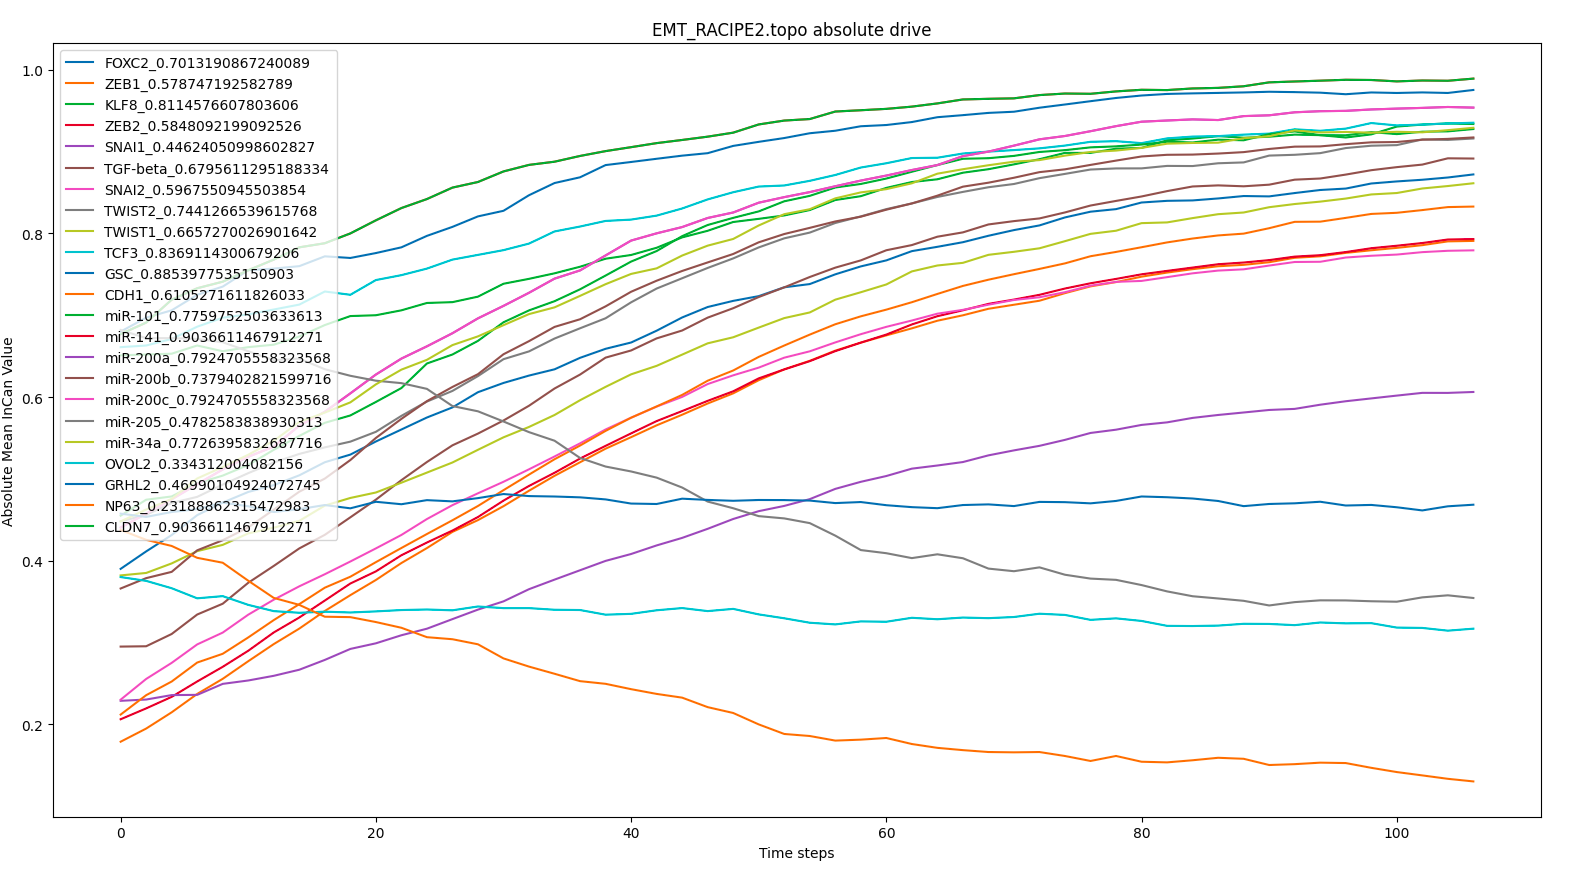 EMT_RACIPE2.topo absolute drive
FOXC2_0.7013190867240089
ZEB1_0.578747192582789
KLF8_0.8114576607803606
ZEB2_0.5848092199092526
SNAI1_0.446240509986028​27
TGF-beta_0.6795611295188334
SNAI2_0.5967550945503854
TWIST2_0.7441266539615768
TWIST1_0.6657270026901642
TCF3_0.8369114300679206
GSC_0.8853977535150903
CDH1_0.6105271611826033
miR-101_0.7759752503633613
miR-141_0.9036611467912271
miR-200a_0.7924705558323568
miR-200b_0.7379402821599716
miR-200c_0.7924705558323568
miR-205_0.4782583838930313
miR-34a_0.7726395832687716
OVOL2_0.334312004082156
GRHL2_0.46990104924072745
NP63_0.23188862315472983
CLDN7_0.9036611467912271
Absolute Mean InCan Value
1.0
0.8
0.6
0.4
0.2
0 20 40 60 80 100
Time steps